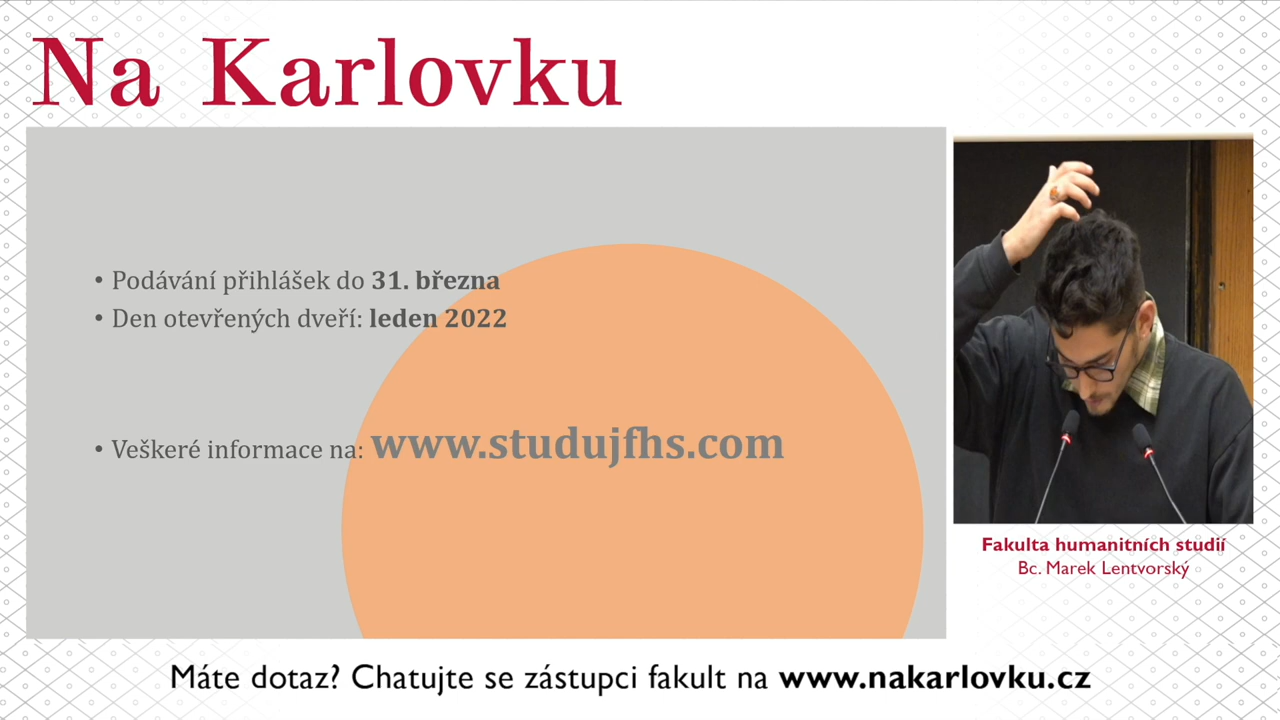 Na Karlovku
• Podávání přihlášek do 31. března
• Den otevřených dveří: leden 2022
• Veškeré informace na: www.studujfhs.com
Fakulta humanitních studií
Bc. Marek Lentvorský
Máte dotaz? Chatujte se zástupci fakult na www.nakarlovku.cz